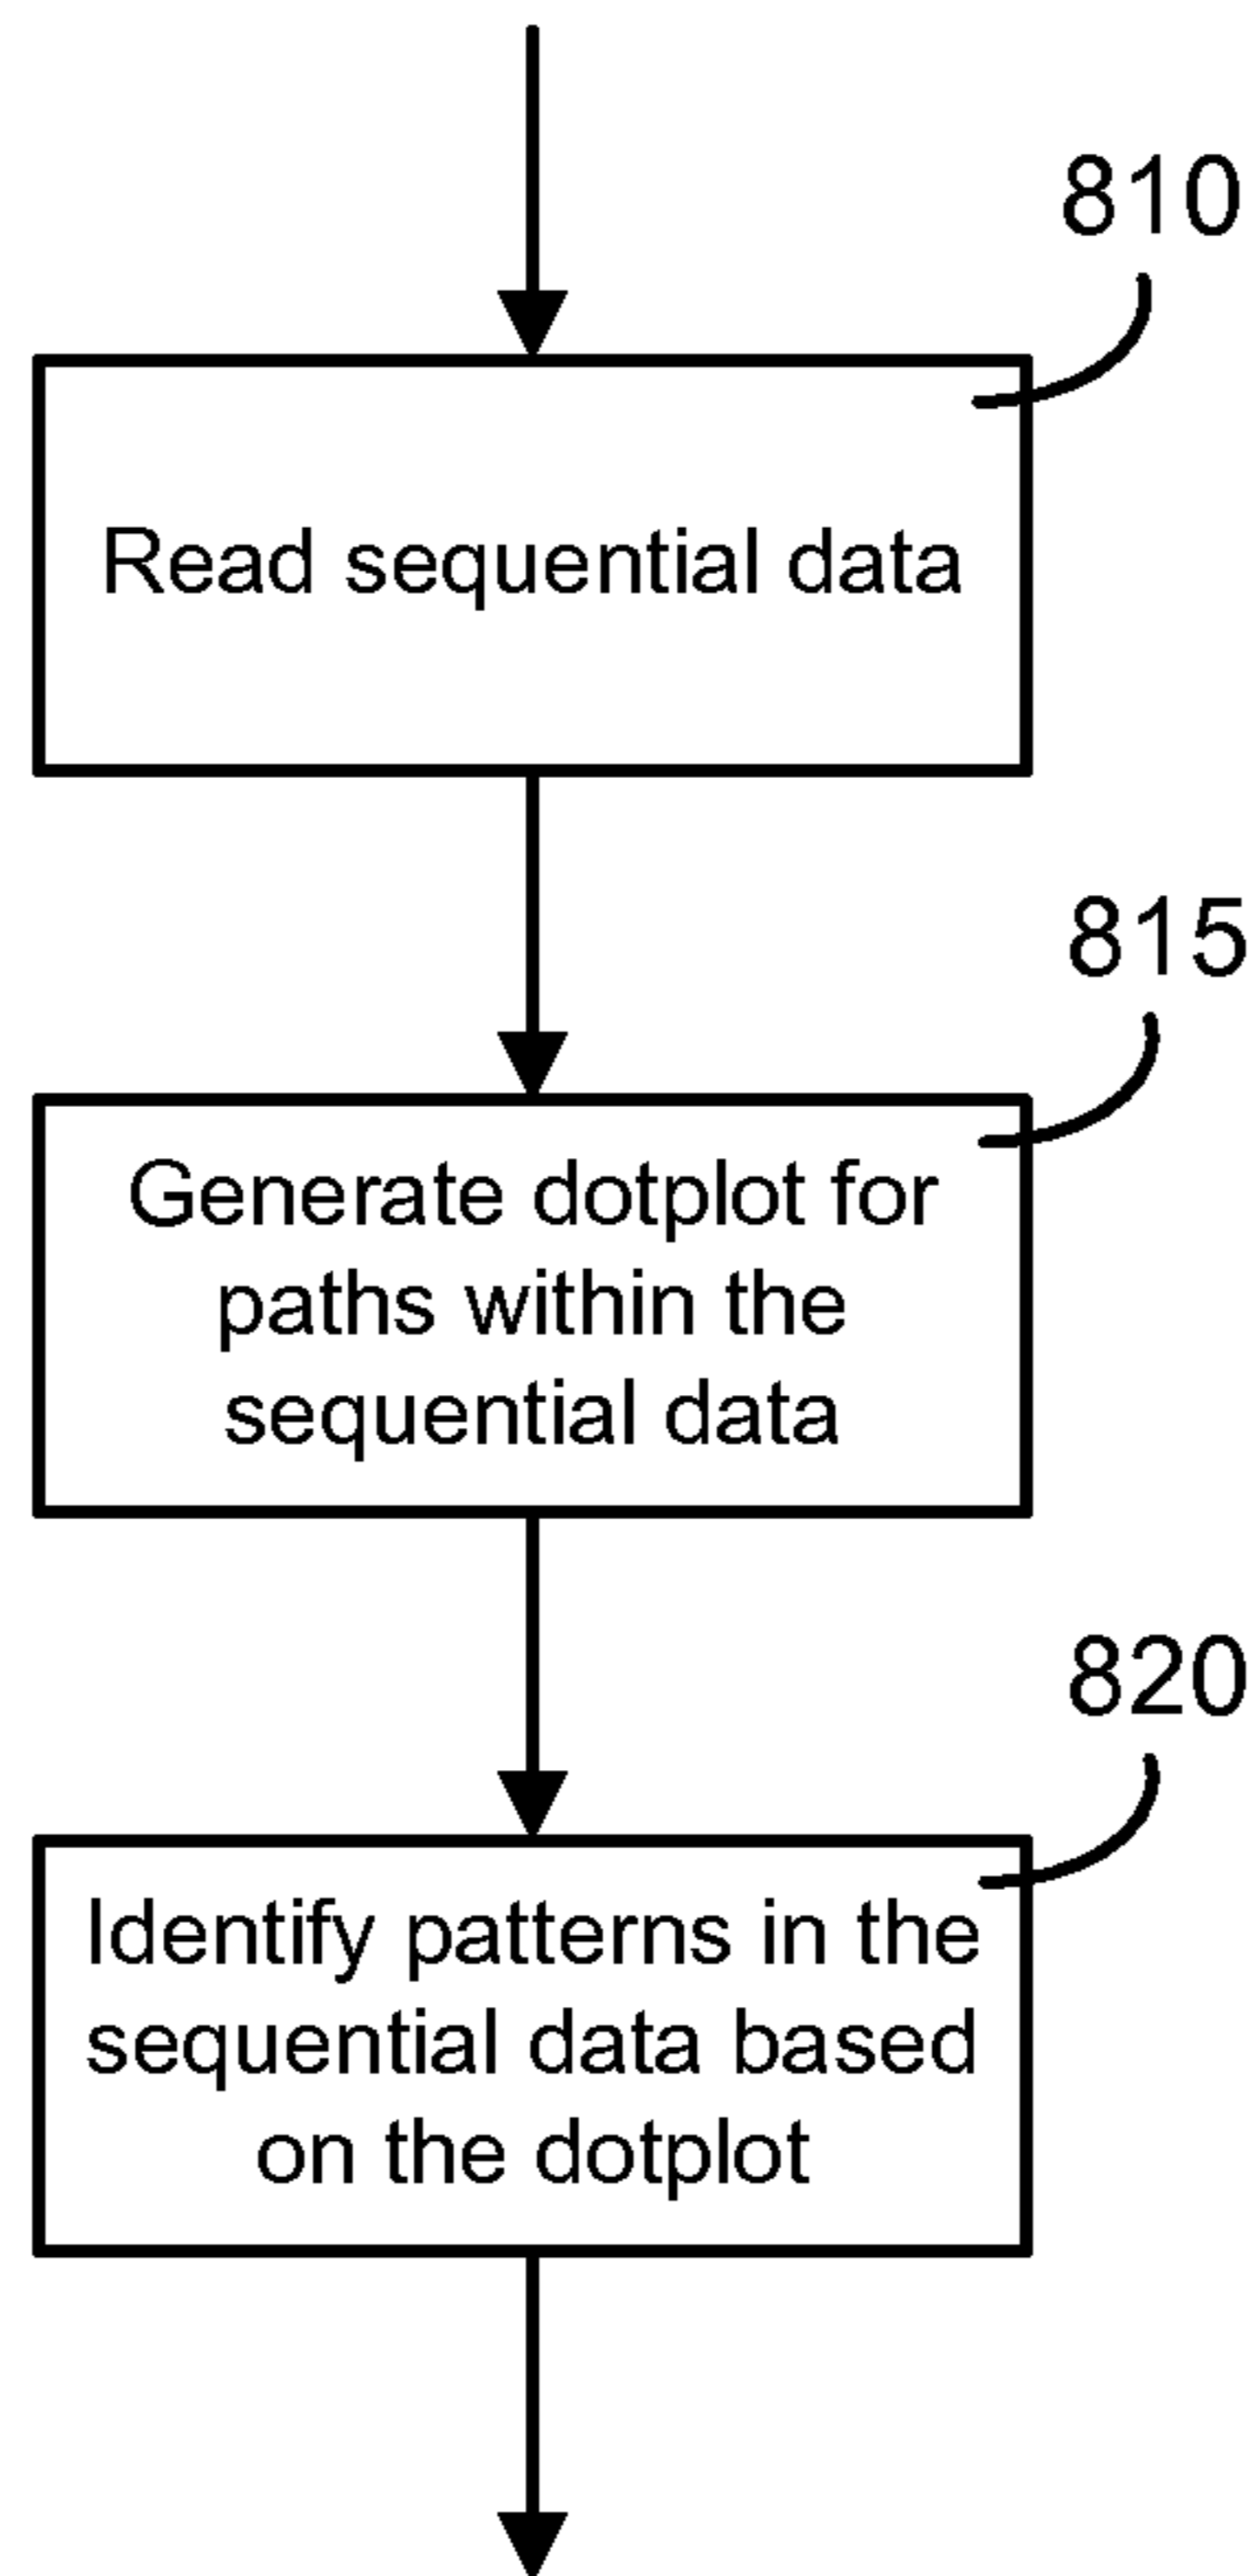 810
Read sequential data
815
Generate dotplot for
paths within the
sequential data
820
Identify patterns in the
sequential data based
on the dotplot